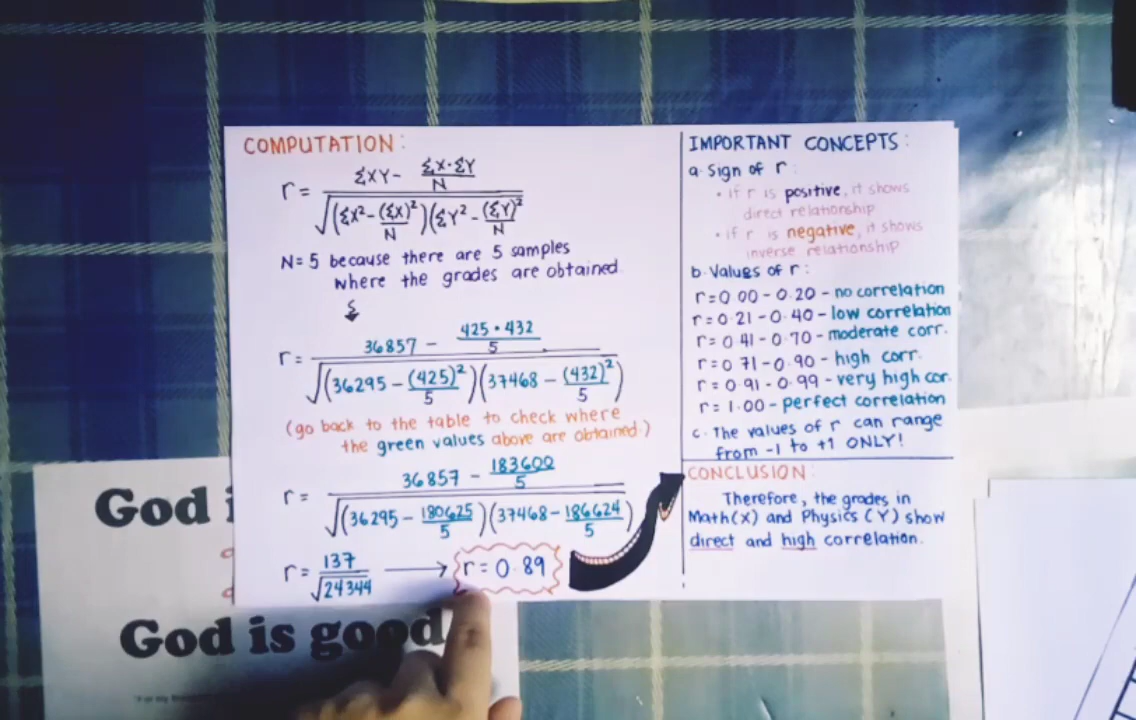 COMPUTATION:
r = (ΣXY - (ΣX·ΣY)/N) / √((ΣX² - (ΣX)²/N)(ΣY² - (ΣY)²/N))
N=5 because there are 5 samples
where the grades are obtained
r = (36857 - (425 • 432)/5) / √((36295 - (425)²/5)(37468 - (432)²/5))
(go back to the table to check where
the green values above are obtained.)
r = (36857 - 183600/5) / √((36295 - 180625/5)(37468 - 186624/5))
r = 137/√24344 → r = 0.89
IMPORTANT CONCEPTS:
a. Sign of r:
• if r is positive, it shows
direct relationship
• if r is negative, it shows
inverse relationship
b. Values of r:
r=0.00-0.20 - no correlation
r=0.21-0.40 - low correlation
r=0.41-0.70 - moderate corr.
r=0.71-0.90 - high corr.
r=0.91-0.99 - very high cor.
r=1.00 - perfect correlation
c. The values of r can range
from -1 to +1 ONLY!
CONCLUSION:
Therefore, the grades in
Math(X) and Physics (Y) show
direct and high correlation.
God
God is good